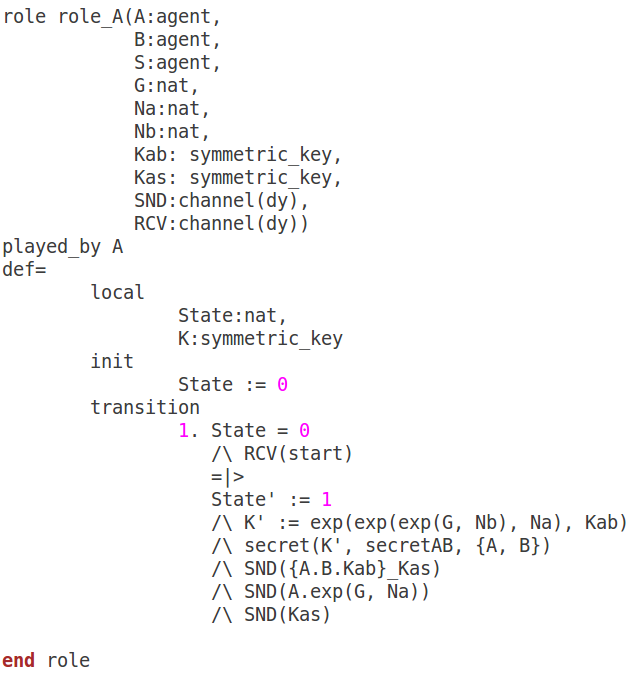 role role_A(A:agent,
B:agent,
S:agent,
G:nat,
Na:nat,
Nb:nat,
Kab: symmetric_key,
Kas: symmetric_key,
SND:channel(dy),
RCV:channel(dy))
played_by A
def=
local
State:nat,
K:symmetric_key
init
State := 0
transition
1. State = 0
/\ RCV(start)
=|>
State' := 1
/\ K' := exp(exp(exp(G, Nb), Na), Kab)
/\ secret(K', secretAB, {A, B})
/\ SND({A.B.Kab}_Kas)
/\ SND(A.exp(G, Na))
/\ SND(Kas)
end role